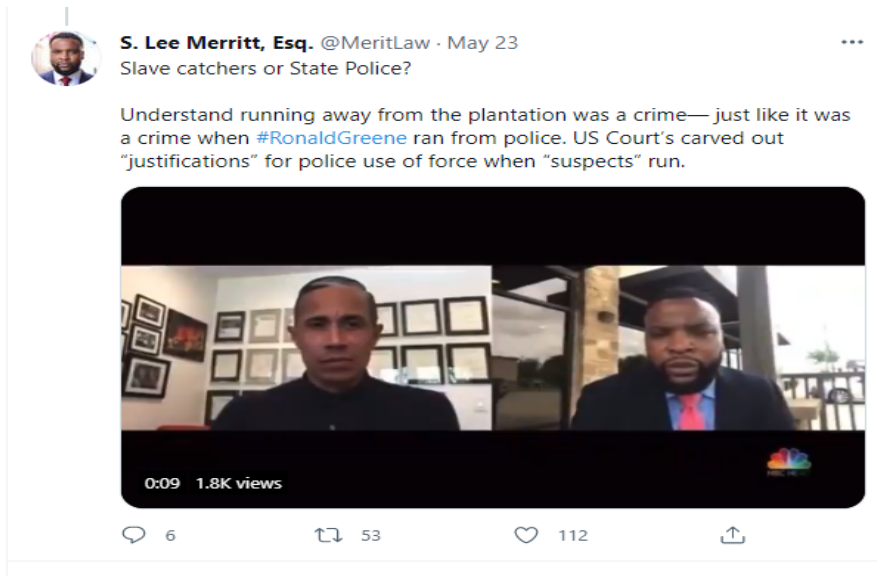 S. Lee Merritt, Esq. @MeritLaw · May 23
Slave catchers or State Police?
Understand running away from the plantation was a crime— just like it was
a crime when #RonaldGreene ran from police. US Court's carved out
"justifications" for police use of force when "suspects" run.
NBC NEWS
0:09 1.8K views
6 53 112